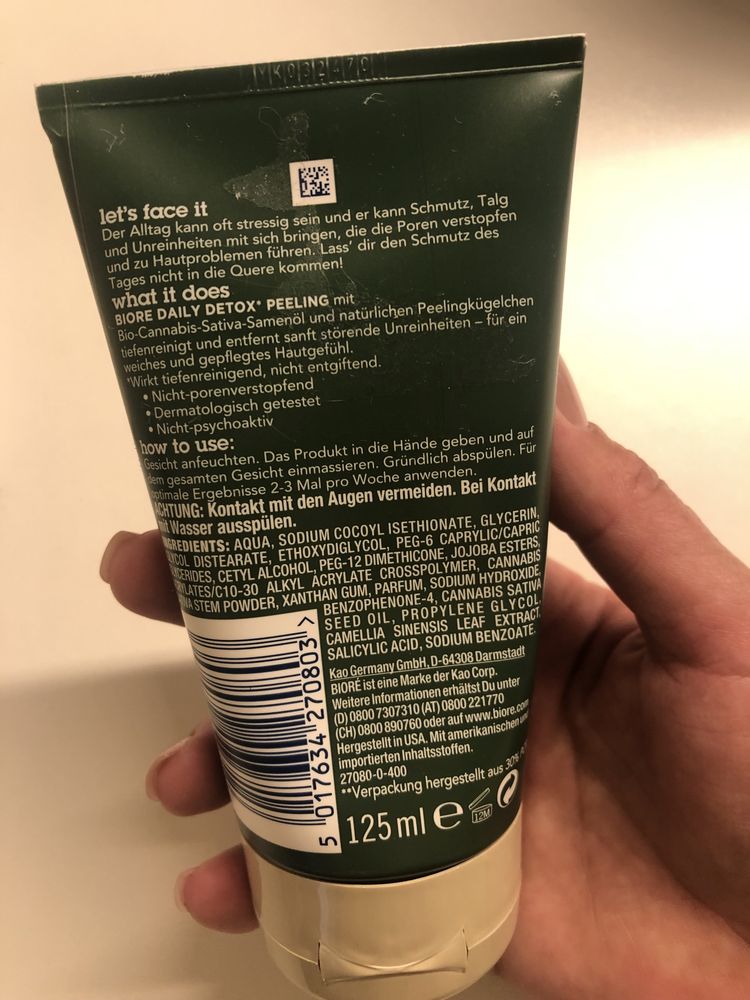 let's face it
Der Alltag kann oft stressig sein und er kann Schmutz, Talg
und Unreinheiten mit sich bringen, die die Poren verstopfen
und zu Hautproblemen führen. Lass' dir den Schmutz des
Tages nicht in die Quere kommen!
what it does
BIORE DAILY DETOX* PEELING mit
Bio-Cannabis-Sativa-Samenöl und natürlichen Peelingkügelchen
tiefenreinigt und entfernt sanft störende Unreinheiten – für ein
weiches und gepflegtes Hautgefühl.
*Wirkt tiefenreinigend, nicht entgiftend.
• Nicht-porenverstopfend
• Dermatologisch getestet
• Nicht-psychoaktiv
how to use:
Gesicht anfeuchten. Das Produkt in die Hände geben und auf
dem gesamten Gesicht einmassieren. Gründlich abspülen. Für
optimale Ergebnisse 2-3 Mal pro Woche anwenden.
ACHTUNG: Kontakt mit den Augen vermeiden. Bei Kontakt
mit Wasser ausspülen.
INGREDIENTS: AQUA, SODIUM COCOYL ISETHIONATE, GLYCERIN,
GLYCOL DISTEARATE, ETHOXYDIGLYCOL, PEG-6 CAPRYLIC/CAPRIC
GLYCERIDES, CETYL ALCOHOL, PEG-12 DIMETHICONE, JOJOBA ESTERS,
ACRYLATES/C10-30 ALKYL ACRYLATE CROSSPOLYMER, CANNABIS
SATIVA STEM POWDER, XANTHAN GUM, PARFUM, SODIUM HYDROXIDE,
BENZOPHENONE-4, CANNABIS SATIVA
SEED OIL, PROPYLENE GLYCOL,
CAMELLIA SINENSIS LEAF EXTRACT,
SALICYLIC ACID, SODIUM BENZOATE.
Kao Germany GmbH, D-64308 Darmstadt
BIORÉ ist eine Marke der Kao Corp.
Weitere Informationen erhältst Du unter
(D) 0800 7307310 (AT) 0800 221770
(CH) 0800 890760 oder auf www.biore.com
Hergestellt in USA. Mit amerikanischen und
importierten Inhaltsstoffen.
27080-0-400
**Verpackung hergestellt aus 30%
5 017634 270803 >
125 ml e
12M